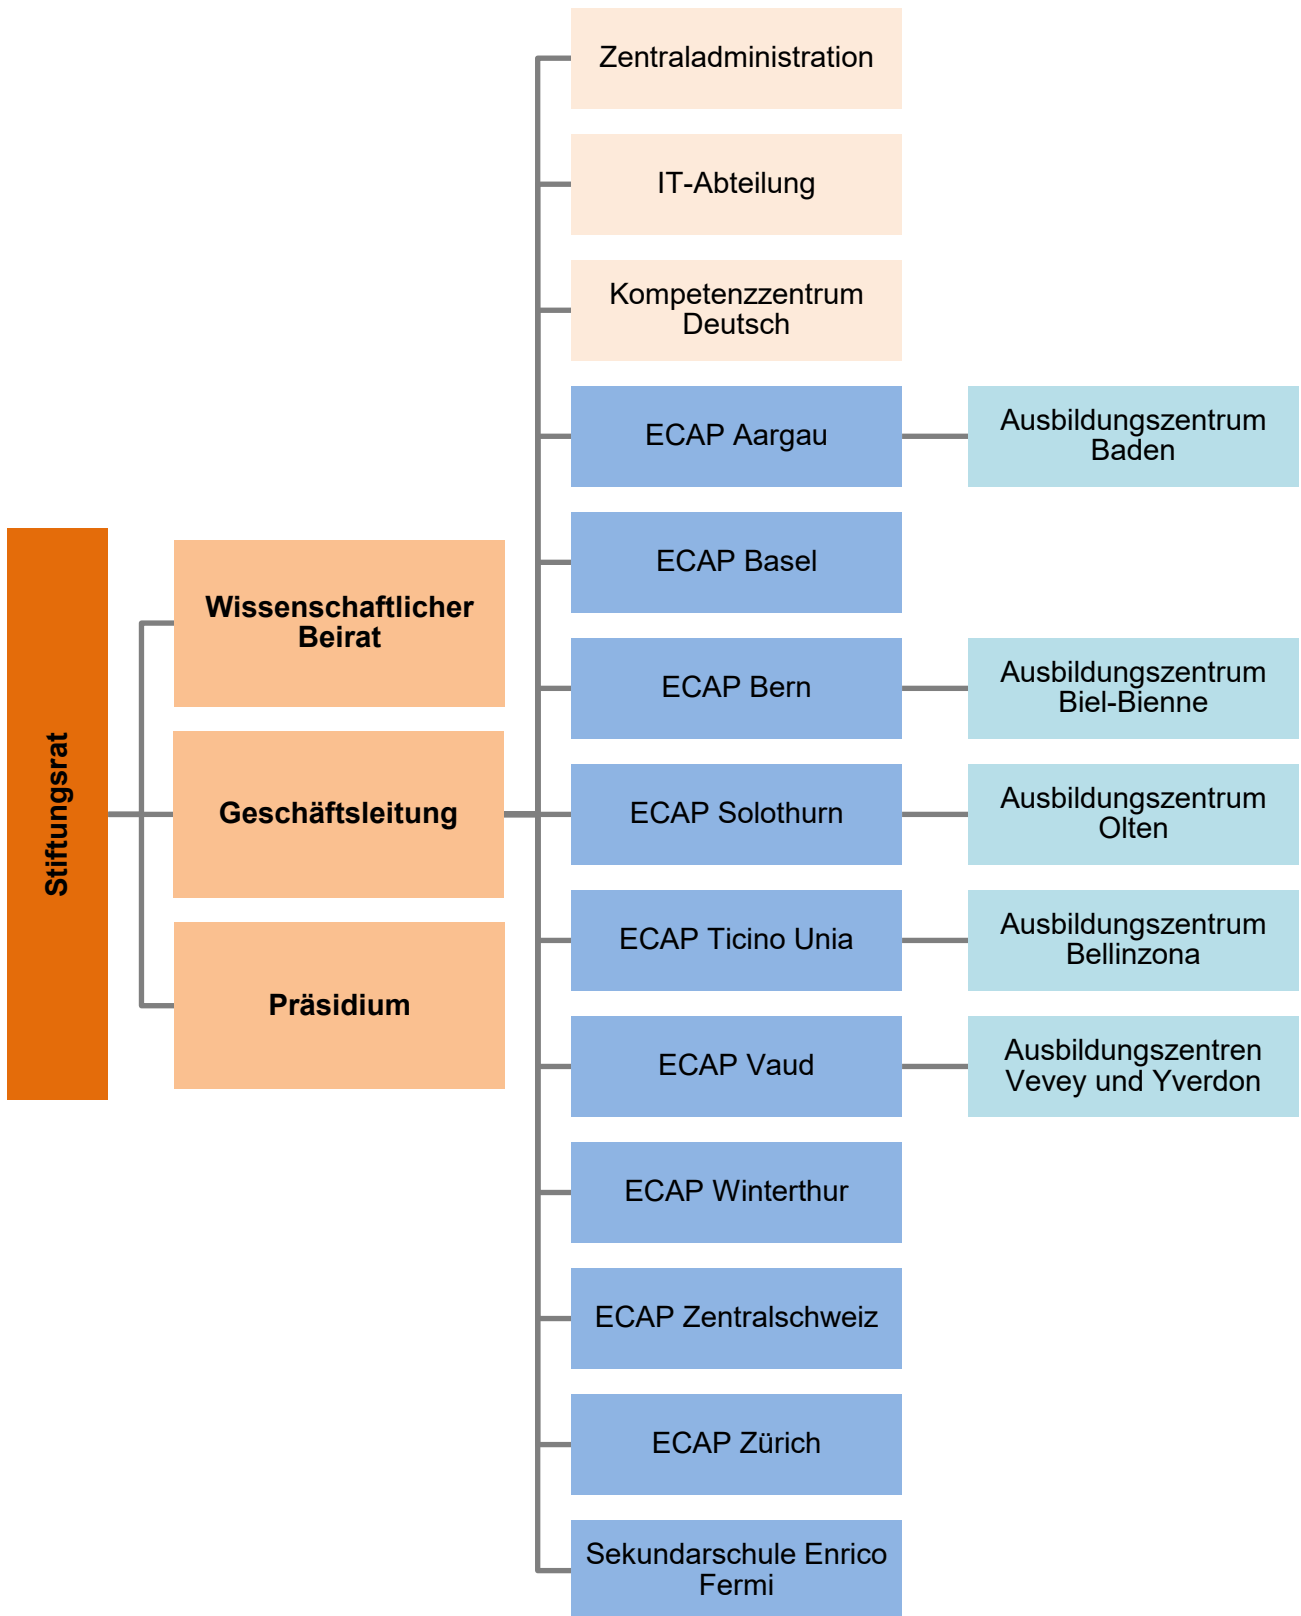 Stiftungsrat
Wissenschaftlicher
Beirat
Geschäftsleitung
Präsidium
Zentraladministration
IT-Abteilung
Kompetenzzentrum
Deutsch
ECAP Aargau
Ausbildungszentrum
Baden
ECAP Basel
ECAP Bern
Ausbildungszentrum
Biel-Bienne
ECAP Solothurn
Ausbildungszentrum
Olten
ECAP Ticino Unia
Ausbildungszentrum
Bellinzona
ECAP Vaud
Ausbildungszentren
Vevey und Yverdon
ECAP Winterthur
ECAP Zentralschweiz
ECAP Zürich
Sekundarschule Enrico
Fermi